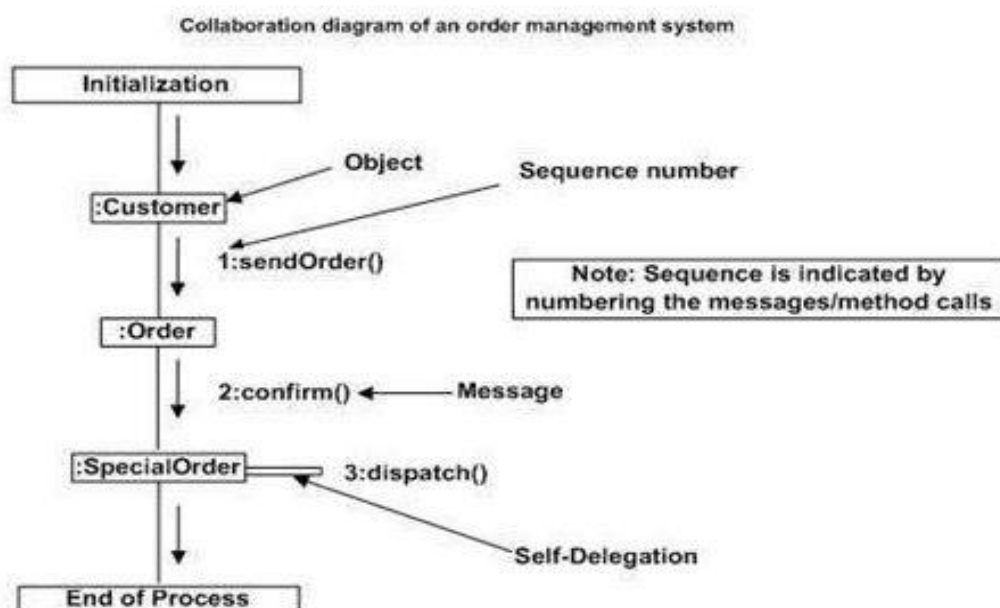 Collaboration diagram of an order management system
Initialization
Object
Sequence number
:Customer
1:sendOrder()
Note: Sequence is indicated by
numbering the messages/method calls
:Order
2:confirm()
Message
:SpecialOrder
3:dispatch()
Self-Delegation
End of Process